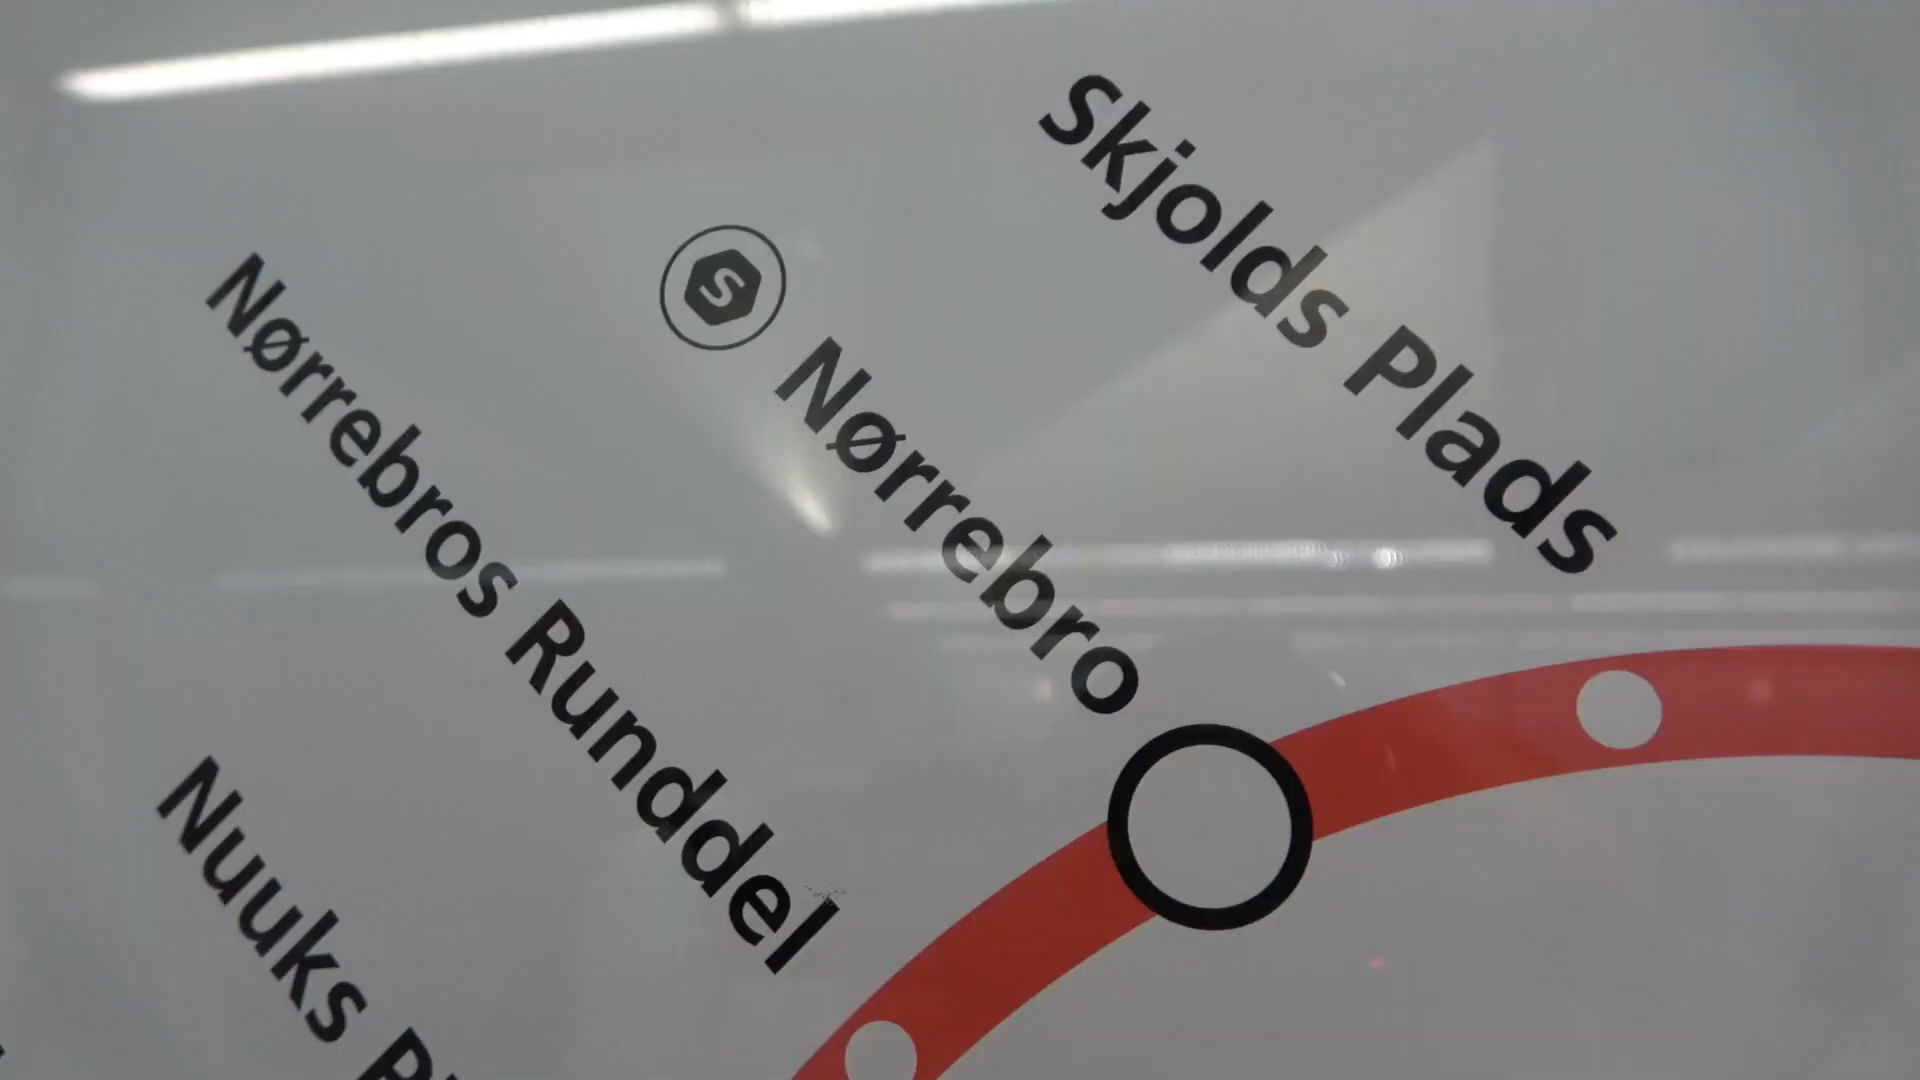 Skjolds Plads
S
Nørrebro
Nørrebros Runddel
Nuuks